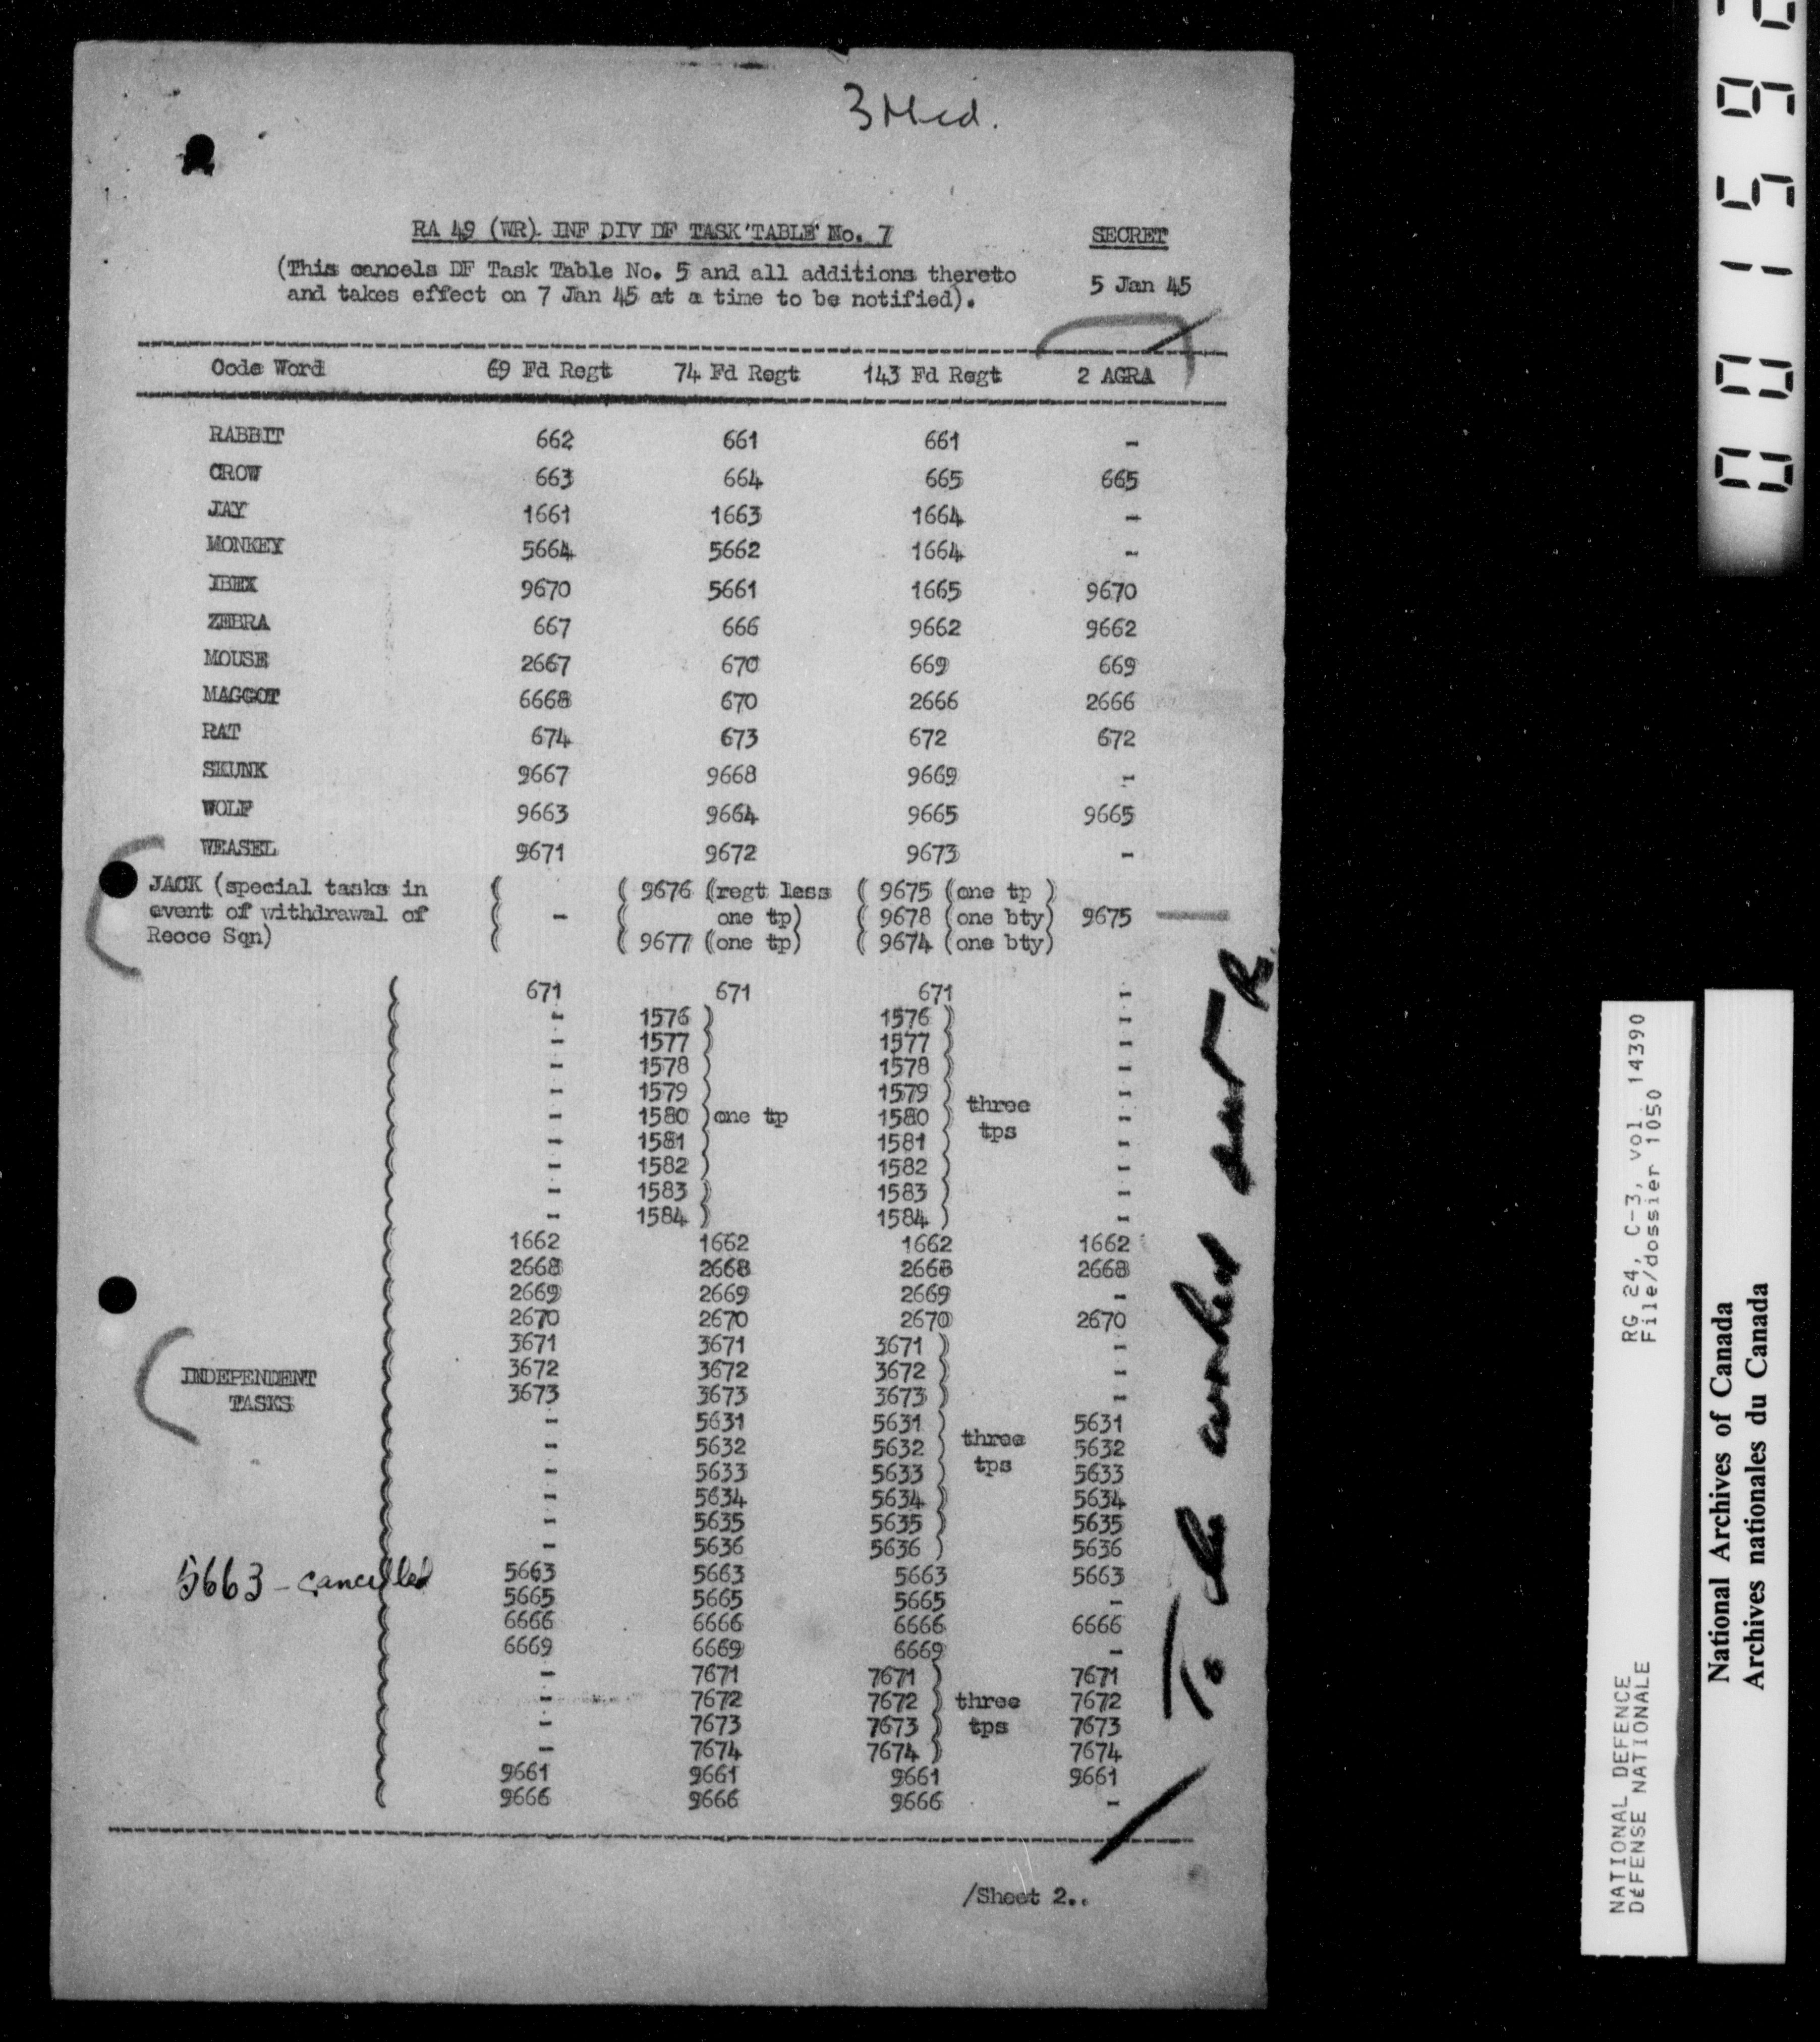 3 Med.
RA 49 (WR) INF DIV DF TASK TABLE No. 7
SECRET
(This cancels DF Task Table No. 5 and all additions thereto
and takes effect on 7 Jan 45 at a time to be notified).
5 Jan 45
Code Word 69 Fd Regt 74 Fd Regt 143 Fd Regt 2 AGRA
RABBIT 662 661 661 -
CROW 663 664 665 665
JAY 1661 1663 1664 -
MONKEY 5664 5662 1664 -
IBEX 9670 5661 1665 9670
ZEBRA 667 666 9662 9662
MOUSE 2667 670 669 669
MAGGOT 6668 670 2666 2666
RAT 674 673 672 672
SKUNK 9667 9668 9669 -
WOLF 9663 9664 9665 9665
WEASEL 9671 9672 9673 -
JACK (special tasks in ( ( 9676 (regt less ( 9675 (one tp )
event of withdrawal of ( - ( one tp) ( 9678 (one bty) 9675
Recce Sqn) ( ( 9677 (one tp) ( 9674 (one bty)
671 671 671 -
- 1576 ) 1576 ) -
- 1577 ) 1577 ) -
- 1578 ) 1578 ) -
- 1579 ) 1579 ) three -
- 1580 ) one tp 1580 ) tps -
- 1581 ) 1581 ) -
- 1582 ) 1582 ) -
- 1583 ) 1583 ) -
- 1584 ) 1584 ) -
1662 1662 1662 1662
2668 2668 2668 2668
2669 2669 2669 -
2670 2670 2670 2670
3671 3671 3671 ) -
INDEPENDENT 3672 3672 3672 ) -
TASKS 3673 3673 3673 ) -
- 5631 5631 ) 5631
- 5632 5632 ) three 5632
- 5633 5633 ) tps 5633
- 5634 5634 ) 5634
- 5635 5635 ) 5635
- 5636 5636 ) 5636
5663 - cancelled 5663 5663 5663 5663
5665 5665 5665 -
6666 6666 6666 6666
6669 6669 6669 -
- 7671 7671 ) 7671
- 7672 7672 ) three 7672
- 7673 7673 ) tps 7673
- 7674 7674 ) 7674
9661 9661 9661 9661
9666 9666 9666 -
/Sheet 2..
To be worked out
NATIONAL DEFENCE RG 24, C-3, vol. 14390
DÉFENSE NATIONALE File/dossier 1050
National Archives of Canada
Archives nationales du Canada